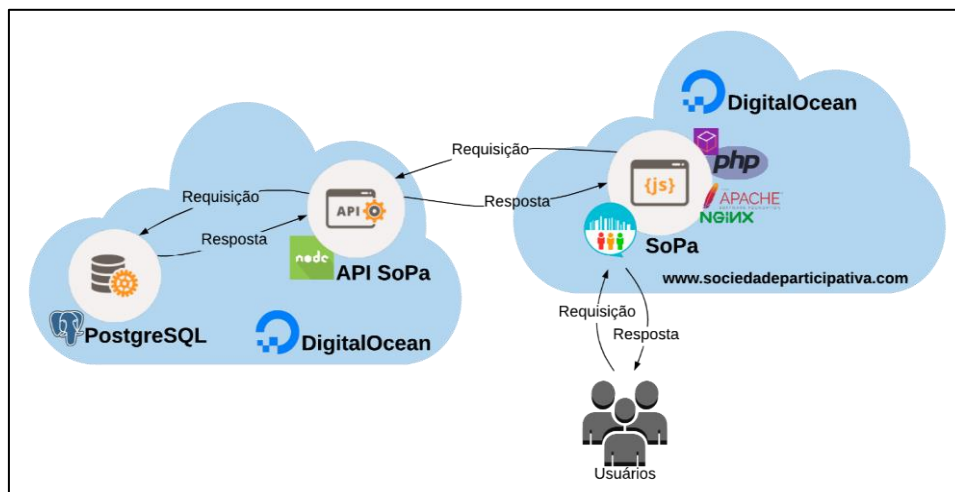 DigitalOcean
Requisição
php
{js}
Requisição
APACHE
API
Resposta
NGINX
Resposta
node
SoPa
API SoPa
www.sociedadeparticipativa.com
Requisição
PostgreSQL
DigitalOcean
Resposta
Usuários